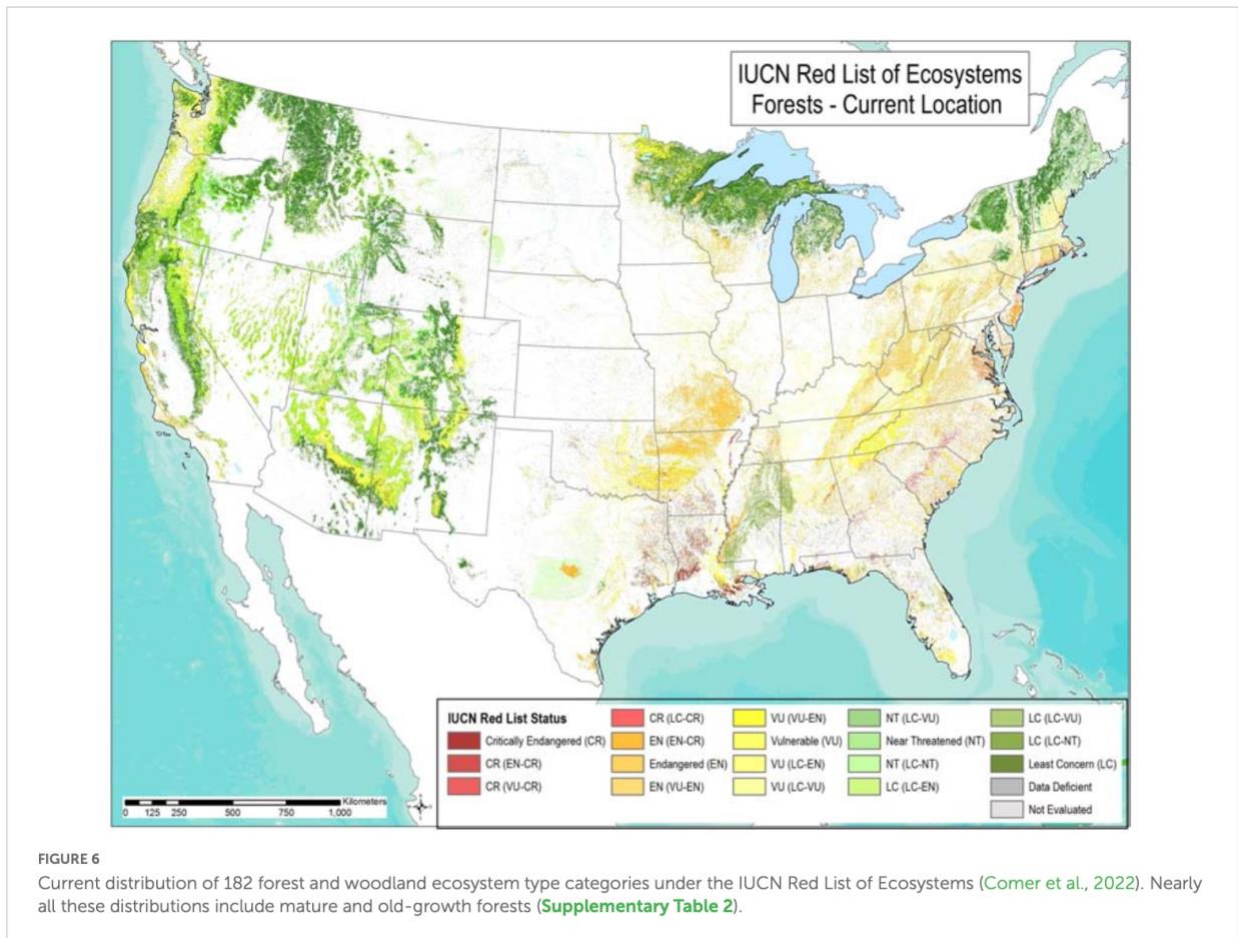 IUCN Red List of Ecosystems
Forests - Current Location
IUCN Red List Status
Critically Endangered (CR)
CR (EN-CR)
CR (VU-CR)
CR (LC-CR)
EN (EN-CR)
Endangered (EN)
EN (VU-EN)
VU (VU-EN)
Vulnerable (VU)
VU (LC-EN)
VU (LC-VU)
NT (LC-VU)
Near Threatened (NT)
NT (LC-NT)
LC (LC-EN)
LC (LC-VU)
LC (LC-NT)
Least Concern (LC)
Data Deficient
Not Evaluated
Kilometers
0 125 250 500 750 1,000
FIGURE 6
Current distribution of 182 forest and woodland ecosystem type categories under the IUCN Red List of Ecosystems (Comer et al., 2022). Nearly
all these distributions include mature and old-growth forests (Supplementary Table 2).